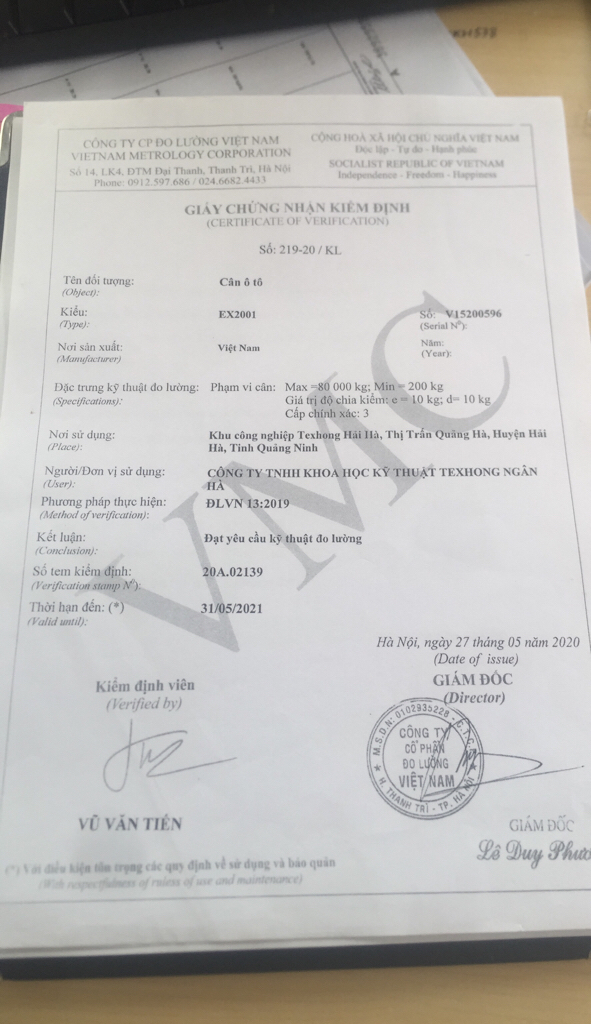 CÔNG TY CP ĐO LƯỜNG VIỆT NAM
VIETNAM METROLOGY CORPORATION
Số 14, LK4, ĐTM Đại Thanh, Thanh Trì, Hà Nội
Phone: 0912.597.686 / 024.6682.4433
CỘNG HOÀ XÃ HỘI CHỦ NGHĨA VIỆT NAM
Độc lập - Tự do - Hạnh phúc
SOCIALIST REPUBLIC OF VIETNAM
Independence - Freedom - Happiness
GIẤY CHỨNG NHẬN KIỂM ĐỊNH
(CERTIFICATE OF VERIFICATION)
Số: 219-20 / KL
Tên đối tượng: Cân ô tô
(Object):
Kiểu: EX2001 Số: V15200596
(Type): (Serial Nº):
Nơi sản xuất: Việt Nam Năm:
(Manufacturer) (Year):
Đặc trưng kỹ thuật đo lường: Phạm vi cân: Max =80 000 kg; Min = 200 kg
(Specifications): Giá trị độ chia kiểm: e = 10 kg; d= 10 kg
Cấp chính xác: 3
Nơi sử dụng: Khu công nghiệp Texhong Hải Hà, Thị Trấn Quảng Hà, Huyện Hải
(Place): Hà, Tỉnh Quảng Ninh
Người/Đơn vị sử dụng: CÔNG TY TNHH KHOA HỌC KỸ THUẬT TEXHONG NGÂN
(User): HÀ
Phương pháp thực hiện: ĐLVN 13:2019
(Method of verification):
Kết luận: Đạt yêu cầu kỹ thuật đo lường
(Conclusion):
Số tem kiểm định: 20A.02139
(Verification stamp Nº):
Thời hạn đến: (*) 31/05/2021
(Valid until):
VMC
Hà Nội, ngày 27 tháng 05 năm 2020
(Date of issue)
Kiểm định viên
(Verified by)
GIÁM ĐỐC
(Director)
M.S.D.N: 0102935228 - C.T.C.P
CÔNG TY
CỔ PHẦN
ĐO LƯỜNG
VIỆT NAM
H. THANH TRÌ - TP. HÀ NỘI
VŨ VĂN TIẾN
GIÁM ĐỐC
Lê Duy Phư
(*) Với điều kiện tôn trọng các quy định về sử dụng và bảo quản
(With respectfulness of ruless of use and maintenance)